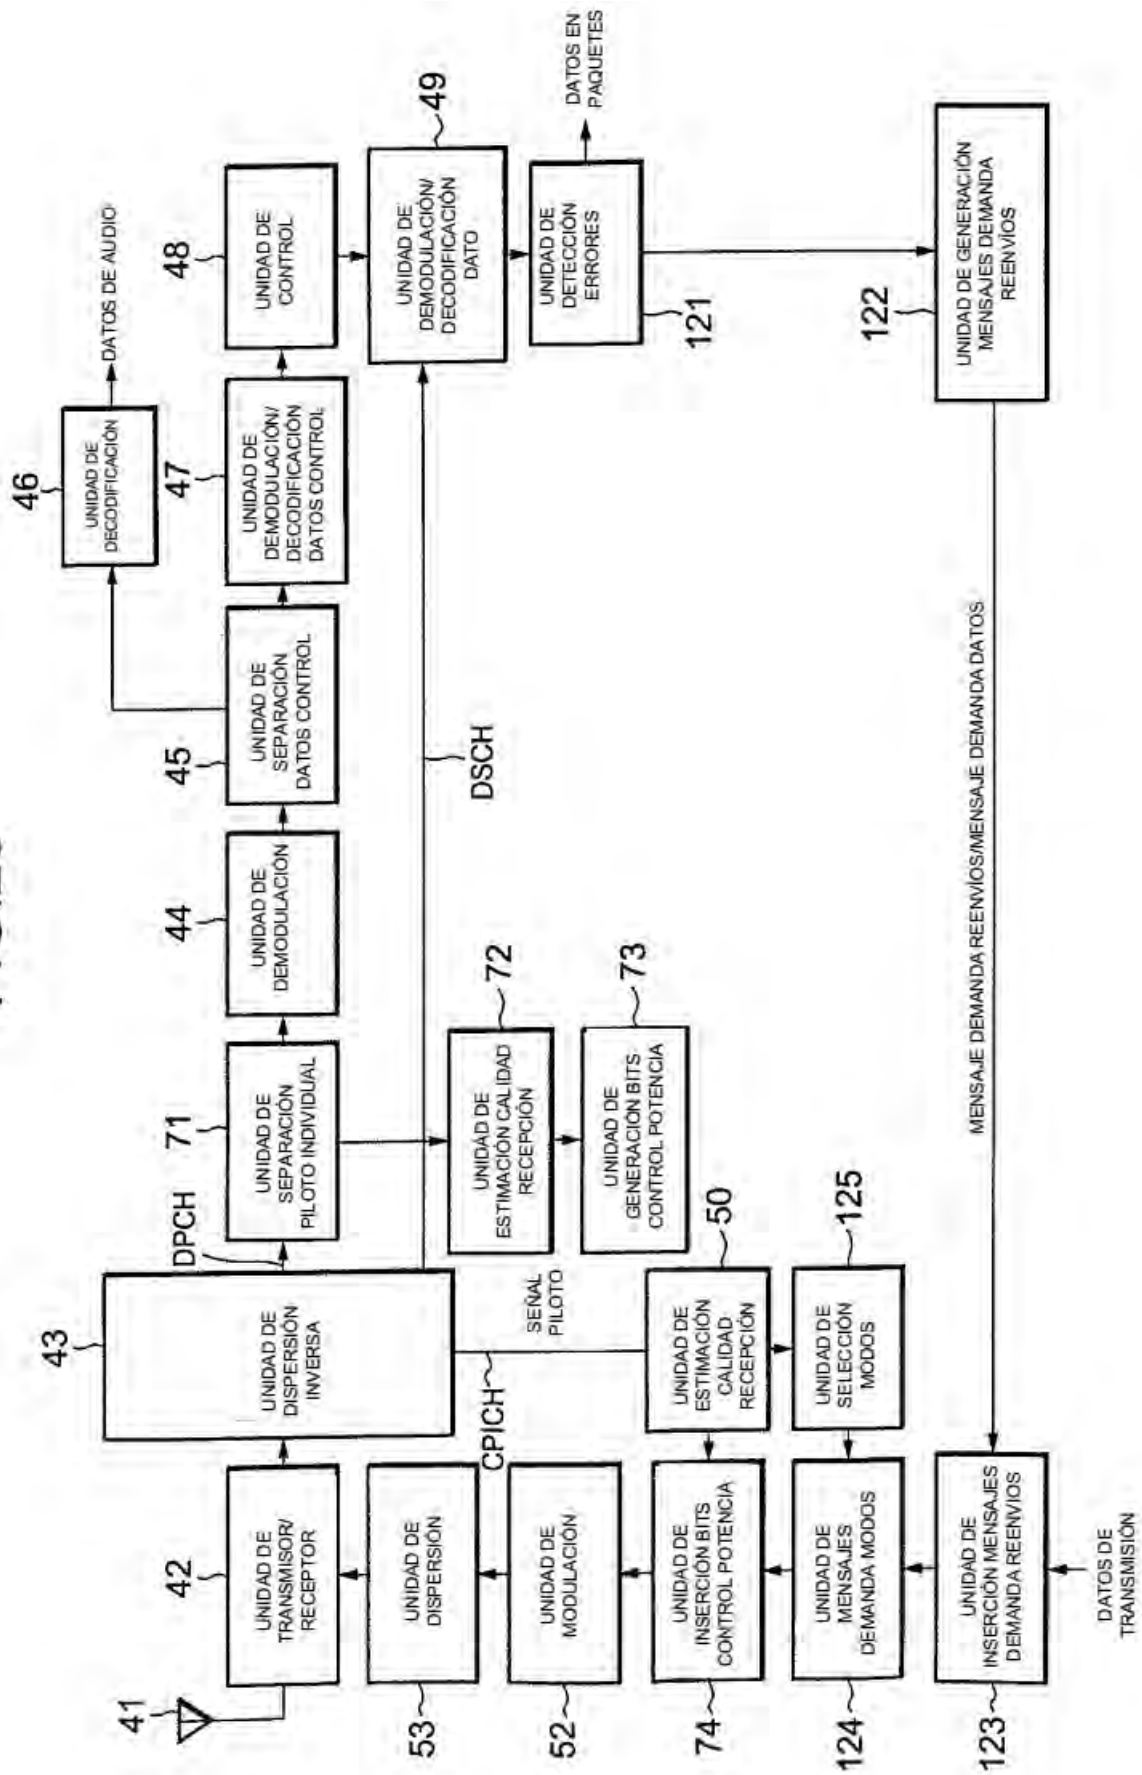 41
42
UNIDAD DE
TRANSMISOR/
RECEPTOR
43
UNIDAD DE
DISPERSIÓN
INVERSA
DPCH
71
UNIDAD DE
SEPARACIÓN
PILOTO INDIVIDUAL
44
UNIDAD DE
DEMODULACIÓN
45
UNIDAD DE
SEPARACIÓN
DATOS CONTROL
46
UNIDAD DE
DECODIFICACIÓN
DATOS DE AUDIO
47
UNIDAD DE
DEMODULACIÓN/
DECODIFICACIÓN
DATOS CONTROL
48
UNIDAD DE
CONTROL
53
UNIDAD DE
DISPERSIÓN
DSCH
49
UNIDAD DE
DEMODULACIÓN/
DECODIFICACIÓN
DATO
52
UNIDAD DE
MODULACIÓN
CPICH
SEÑAL
PILOTO
72
UNIDAD DE
ESTIMACIÓN CALIDAD
RECEPCIÓN
73
UNIDAD DE
GENERACIÓN BITS
CONTROL POTENCIA
UNIDAD DE
DETECCIÓN
ERRORES
121
DATOS EN
PAQUETES
74
UNIDAD DE
INSERCIÓN BITS
CONTROL POTENCIA
50
UNIDAD DE
ESTIMACIÓN
CALIDAD
RECEPCIÓN
124
UNIDAD DE
MENSAJES
DEMANDA MODOS
125
UNIDAD DE
SELECCIÓN
MODOS
123
UNIDAD DE
INSERCIÓN MENSAJES
DEMANDA REENVIOS
MENSAJE DEMANDA REENVÍOS/MENSAJE DEMANDA DATOS
122
UNIDAD DE GENERACIÓN
MENSAJES DEMANDA
REENVÍOS
DATOS DE
TRANSMISIÓN